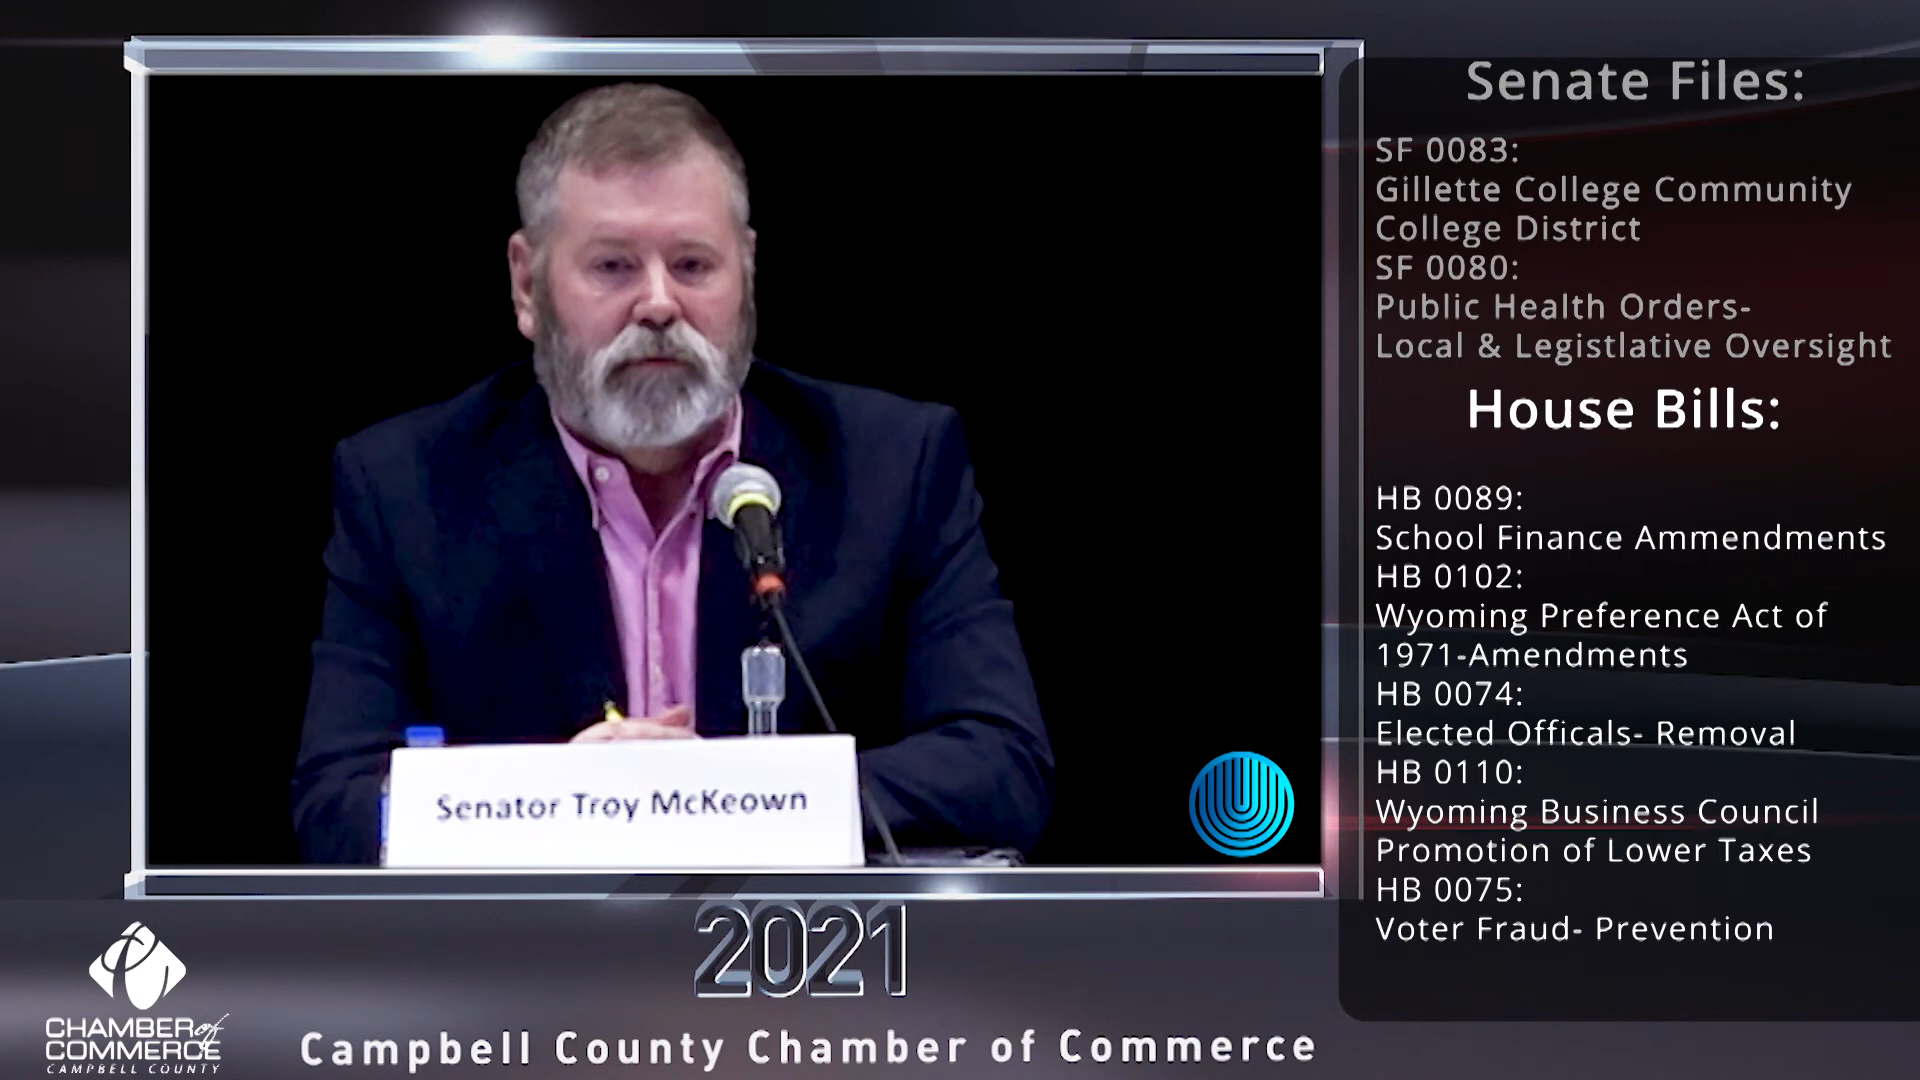 Senate Files:
SF 0083:
Gillette College Community
College District
SF 0080:
Public Health Orders-
Local & Legistlative Oversight
House Bills:
HB 0089:
School Finance Ammendments
HB 0102:
Wyoming Preference Act of
1971-Amendments
HB 0074:
Elected Officals- Removal
HB 0110:
Wyoming Business Council
Promotion of Lower Taxes
HB 0075:
Voter Fraud- Prevention
Senator Troy McKeown
2021
Campbell County Chamber of Commerce
CHAMBER of
COMMERCE
CAMPBELL COUNTY